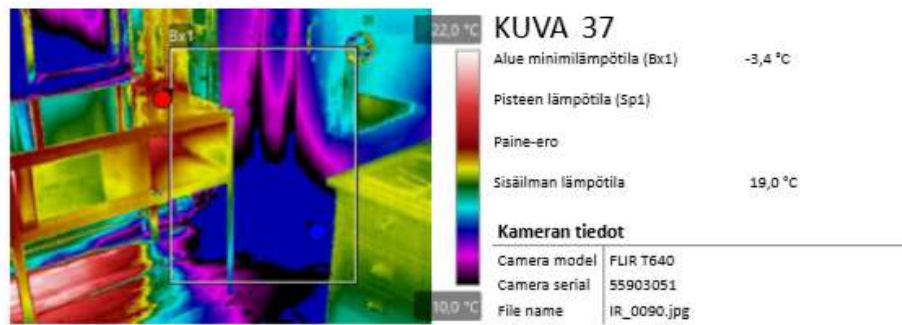 Bx1
22,0 °C
10,0 °C
KUVA 37
Alue minimilämpötila (Bx1) -3,4 °C
Pisteen lämpötila (Sp1)
Paine-ero
Sisäilman lämpötila 19,0 °C
Kameran tiedot
Camera model FLIR T640
Camera serial 55903051
File name IR_0090.jpg